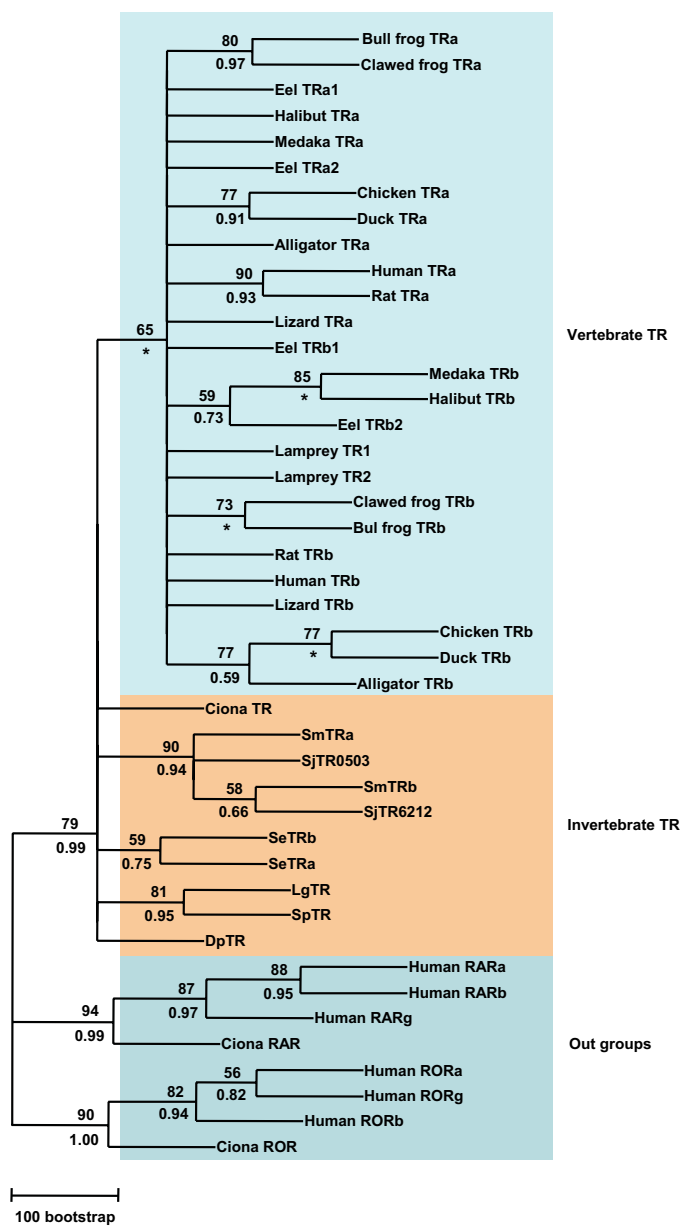 80
Bull frog TRa
0.97
Clawed frog TRa
Eel TRa1
Halibut TRa
Medaka TRa
Eel TRa2
77
Chicken TRa
0.91
Duck TRa
Alligator TRa
90
Human TRa
0.93
Rat TRa
Lizard TRa
65
*
Eel TRb1
Vertebrate TR
85
Medaka TRb
*
59
Halibut TRb
0.73
Eel TRb2
Lamprey TR1
Lamprey TR2
73
Clawed frog TRb
*
Bul frog TRb
Rat TRb
Human TRb
Lizard TRb
77
Chicken TRb
*
77
Duck TRb
0.59
Alligator TRb
Ciona TR
SmTRa
90
0.94
SjTR0503
58
SmTRb
0.66
SjTR6212
Invertebrate TR
79
0.99
59
SeTRb
0.75
SeTRa
81
LgTR
0.95
SpTR
DpTR
88
Human RARa
0.95
87
Human RARb
0.97
Human RARg
94
0.99
Ciona RAR
Out groups
56
Human RORa
0.82
82
Human RORg
0.94
Human RORb
90
1.00
Ciona ROR
100 bootstrap